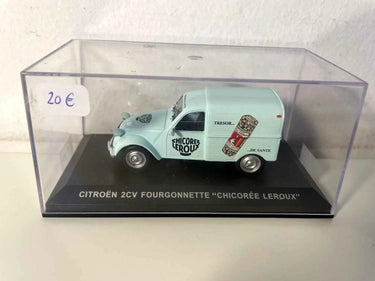 20 €
CHICORÉE
LEROUX
TRESOR...
...DE SANTE
CITROËN 2CV FOURGONNETTE "CHICORÉE LEROUX"